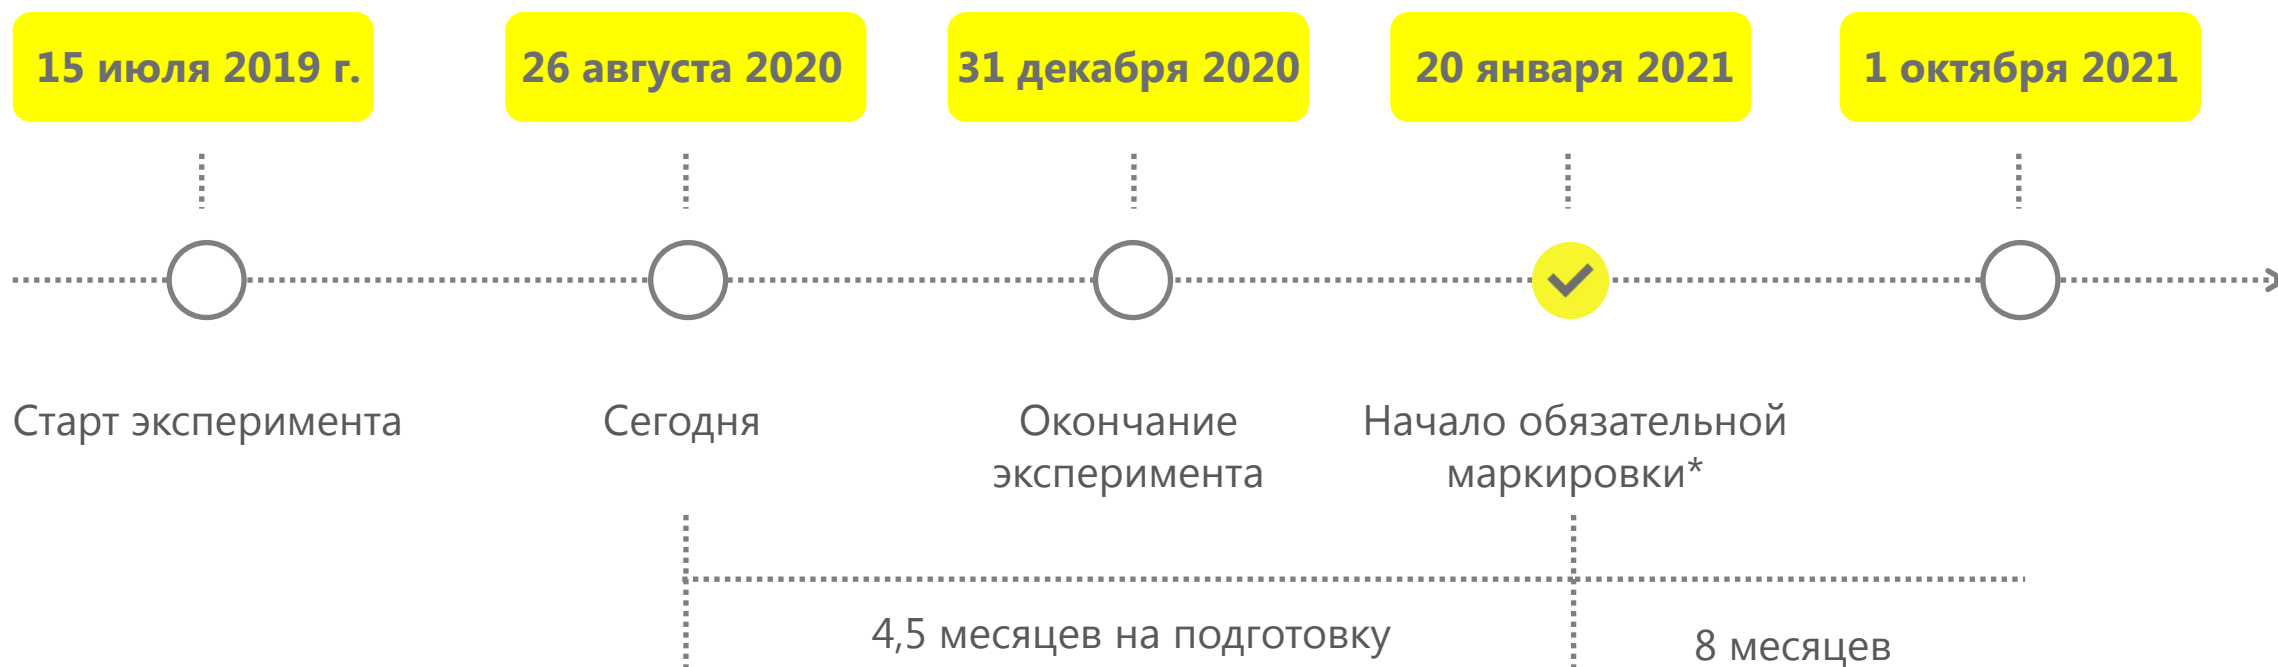 15 июля 2019 г.
26 августа 2020
31 декабря 2020
20 января 2021
1 октября 2021
Старт эксперимента
Сегодня
Окончание
эксперимента
Начало обязательной
маркировки*
4,5 месяцев на подготовку
8 месяцев